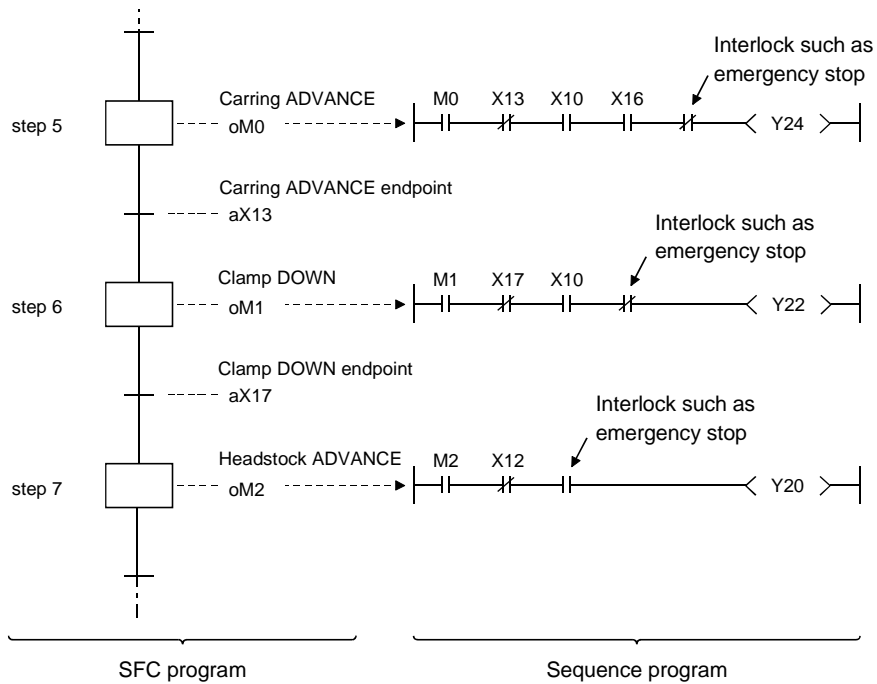 Interlock such as
emergency stop
Carring ADVANCE
M0 X13 X10 X16
step 5
oM0
Y24
Carring ADVANCE endpoint
aX13
Interlock such as
emergency stop
Clamp DOWN
M1 X17 X10
step 6
oM1
Y22
Clamp DOWN endpoint
aX17
Interlock such as
emergency stop
Headstock ADVANCE
M2 X12
step 7
oM2
Y20
SFC program
Sequence program